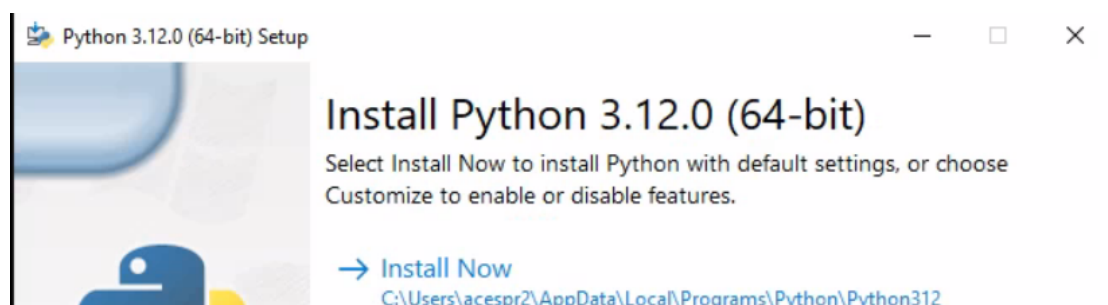 Python 3.12.0 (64-bit) Setup
Install Python 3.12.0 (64-bit)
Select Install Now to install Python with default settings, or choose
Customize to enable or disable features.
Install Now
C:\Users\acespr2\AppData\Local\Programs\Python\Python312